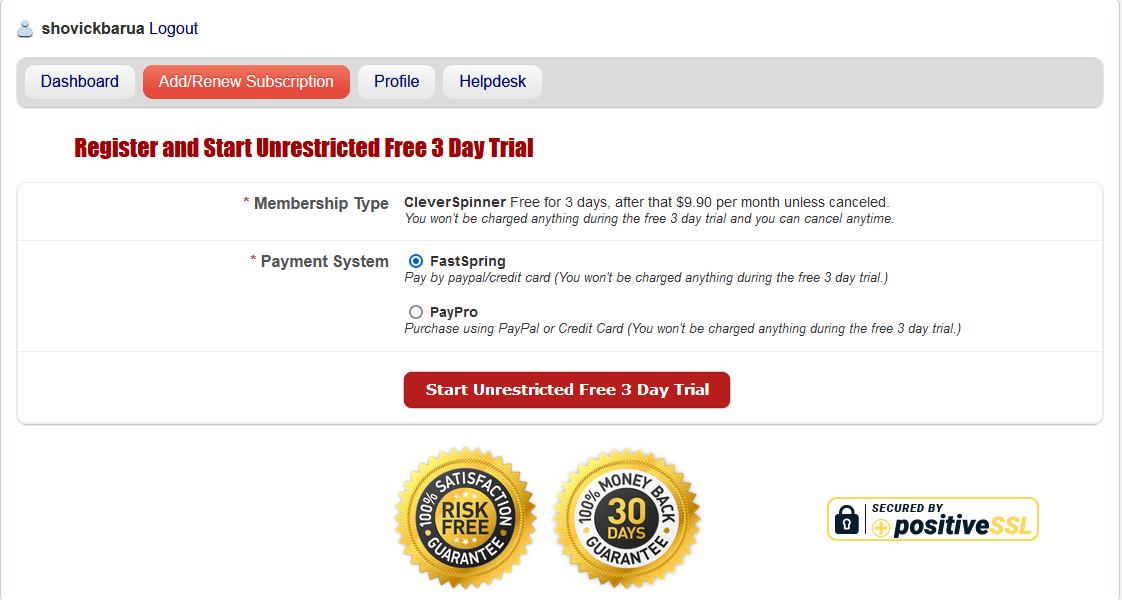 shovickbarua Logout
Dashboard Add/Renew Subscription Profile Helpdesk
Register and Start Unrestricted Free 3 Day Trial
* Membership Type CleverSpinner Free for 3 days, after that $9.90 per month unless canceled.
You won't be charged anything during the free 3 day trial and you can cancel anytime.
* Payment System FastSpring
Pay by paypal/credit card (You won't be charged anything during the free 3 day trial.)
PayPro
Purchase using PayPal or Credit Card (You won't be charged anything during the free 3 day trial.)
Start Unrestricted Free 3 Day Trial
100% SATISFACTION
RISK
FREE
GUARANTEE
100% MONEY BACK
30
DAYS
GUARANTEE
SECURED BY
positiveSSL